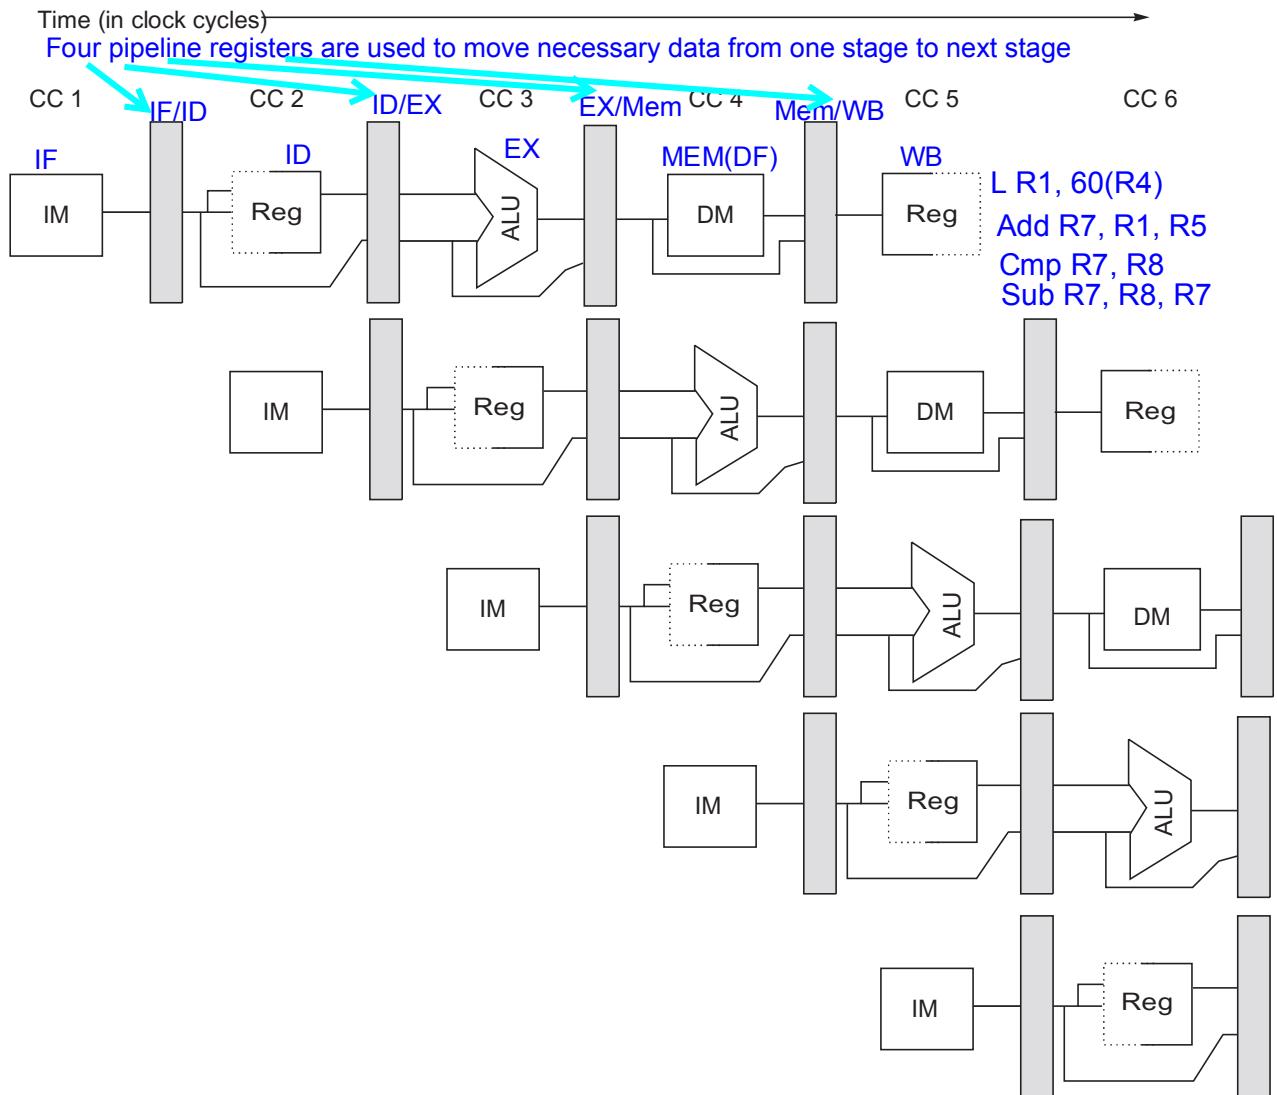 Time (in clock cycles)
Four pipeline registers are used to move necessary data from one stage to next stage
CC 1 CC 2 CC 3 CC 4 CC 5 CC 6
IF/ID ID/EX EX/Mem Mem/WB
IF ID EX MEM(DF) WB
IM Reg ALU DM Reg
L R1, 60(R4)
Add R7, R1, R5
Cmp R7, R8
Sub R7, R8, R7
IM Reg ALU DM Reg
IM Reg ALU DM
IM Reg ALU
IM Reg